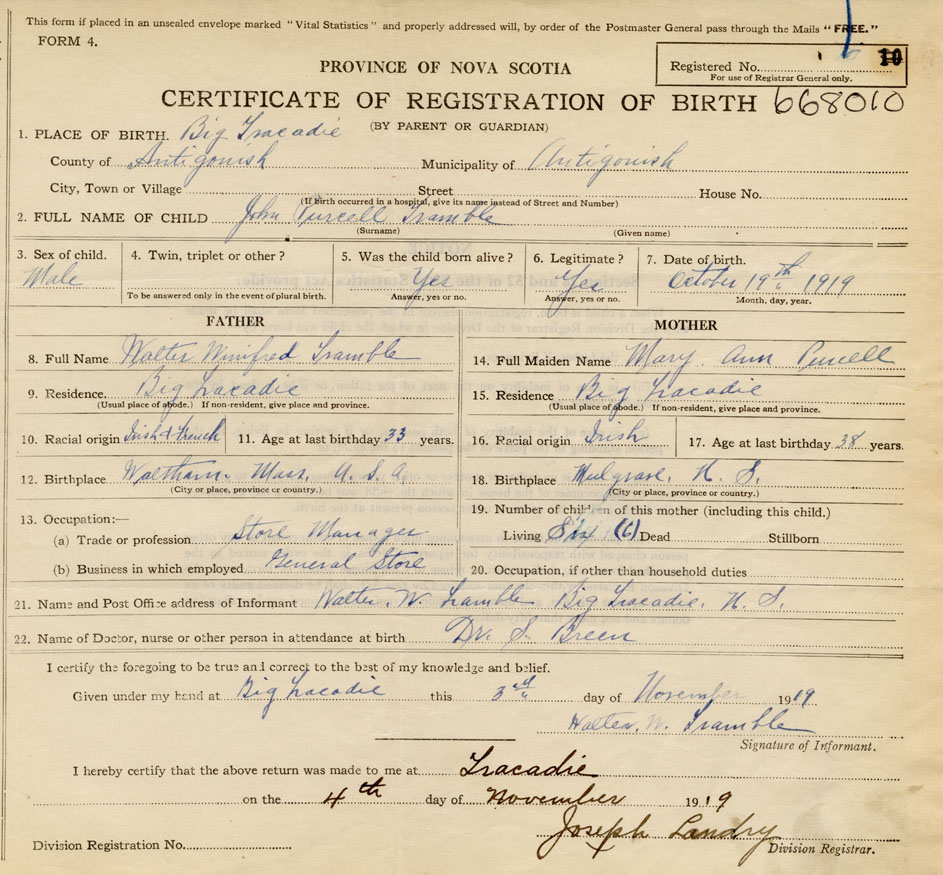 This form if placed in an unsealed envelope marked "Vital Statistics" and properly addressed will, by order of the Postmaster General pass through the Mails "FREE."
FORM 4.
Registered No. 10
For use of Registrar General only.
PROVINCE OF NOVA SCOTIA
CERTIFICATE OF REGISTRATION OF BIRTH 668010
(BY PARENT OR GUARDIAN)
1. PLACE OF BIRTH. Big Tracadie
County of Antigonish Municipality of Antigonish
City, Town or Village Street House No.
(If birth occurred in a hospital, give its name instead of Street and Number)
2. FULL NAME OF CHILD John Purcell Tramble
(Surname) (Given name)
3. Sex of child. 4. Twin, triplet or other? 5. Was the child born alive? 6. Legitimate? 7. Date of birth.
Male Yes Yes October 19th 1919
To be answered only in the event of plural birth. Answer, yes or no. Answer, yes or no. Month, day, year.
FATHER MOTHER
8. Full Name Walter Winifred Tramble 14. Full Maiden Name Mary Ann Purcell
9. Residence. Big Tracadie 15. Residence Big Tracadie
(Usual place of abode.) If non-resident, give place and province. (Usual place of abode.) If non-resident, give place and province.
10. Racial origin Irish & French 11. Age at last birthday 33 years. 16. Racial origin Irish 17. Age at last birthday 38 years.
12. Birthplace Waltham. Mass. U.S.A. 18. Birthplace Mulgrave, N. S.
(City or place, province or country.) (City or place, province or country.)
13. Occupation:— 19. Number of children of this mother (including this child.)
(a) Trade or profession Store Manager Living Six (6) Dead Stillborn
(b) Business in which employed General Store 20. Occupation, if other than household duties
21. Name and Post Office address of Informant Walter. W. Tramble Big Tracadie. N. S.
22. Name of Doctor, nurse or other person in attendance at birth Dr. S. Breen
I certify the foregoing to be true and correct to the best of my knowledge and belief.
Given under my hand at Big Tracadie this 3rd day of November 1919
Walter. W. Tramble
Signature of Informant.
I hereby certify that the above return was made to me at Tracadie
on the 4th day of November 1919
Joseph Landry
Division Registration No. Division Registrar.